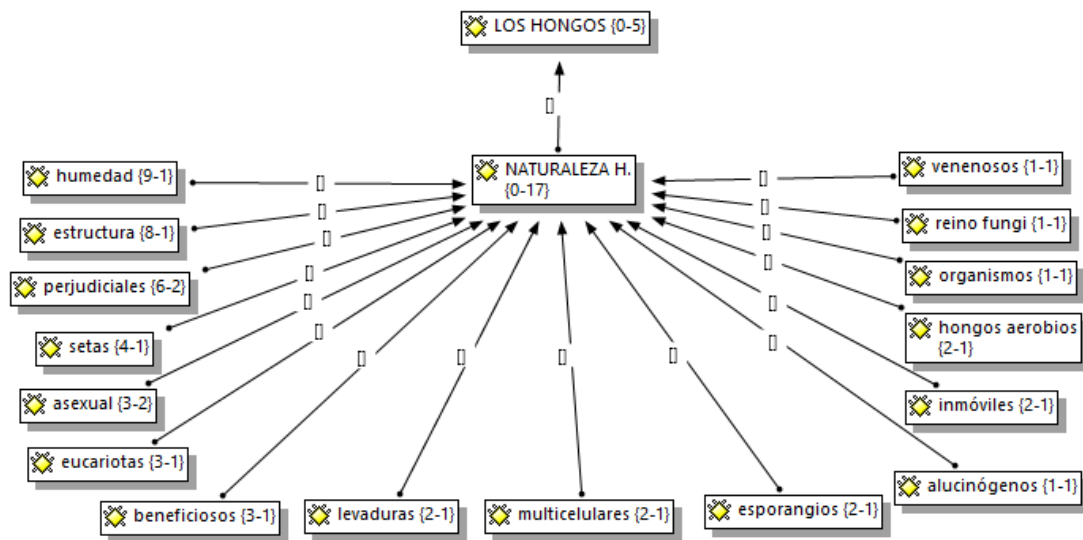 LOS HONGOS {0-5}
NATURALEZA H.
{0-17}
humedad {9-1}
estructura {8-1}
perjudiciales {6-2}
setas {4-1}
asexual {3-2}
eucariotas {3-1}
beneficiosos {3-1}
levaduras {2-1}
multicelulares {2-1}
esporangios {2-1}
alucinógenos {1-1}
inmóviles {2-1}
hongos aerobios
{2-1}
organismos {1-1}
reino fungi {1-1}
venenosos {1-1}